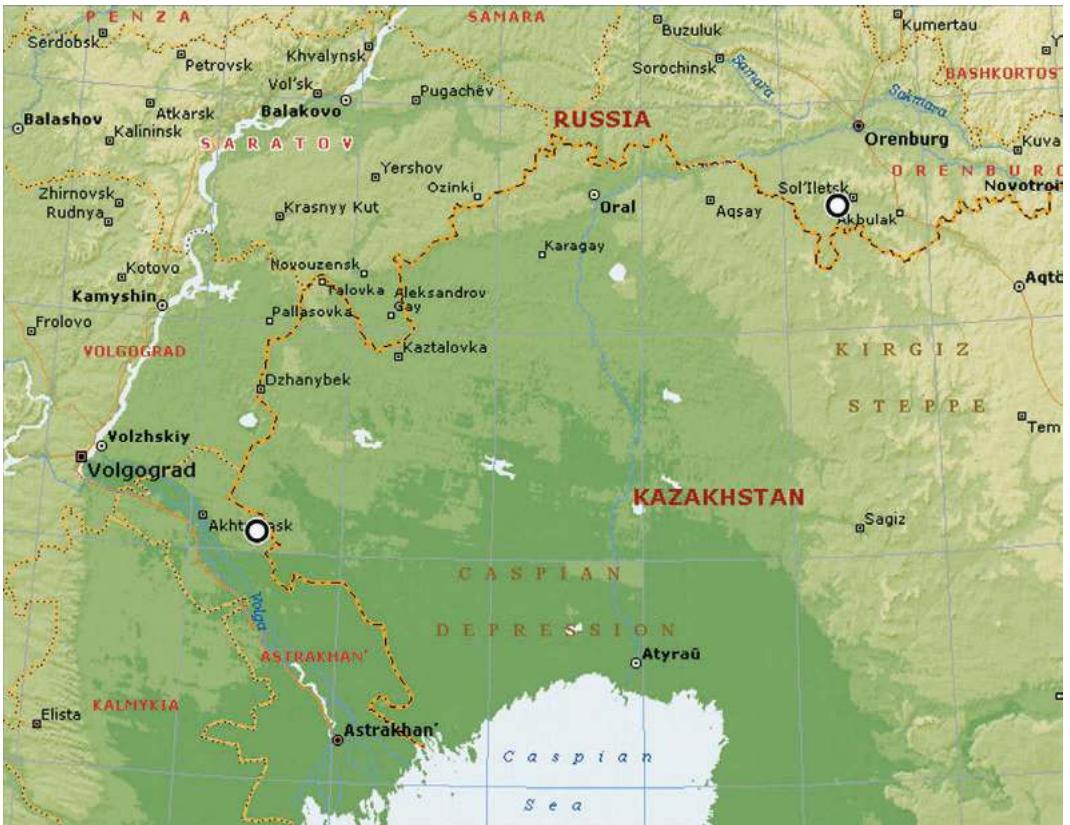 PENZA
SAMARA
Kumertau
Serdobsk
Khvalynsk
Buzuluk
Petrovsk
Sorochinsk
Samara
BASHKORTOS
Vol'sk
Pugachëv
Balakovo
Sakmara
Atkarsk
RUSSIA
Balashov
Kalininsk
SARATOV
Orenburg
Kuva
ORENBURG
Yershov
Zhirnovsk
Ozinki
Sol'Iletsk
Novotroit
Rudnya
Krasnyy Kut
Oral
Aqsay
Akbulak
Karagay
Kotovo
Novouzensk
Aqtö
Talovka
Aleksandrov
Gay
Kamyshin
Pallasovka
Frolovo
VOLGOGRAD
Kaztalovka
KIRGIZ
Dzhanybek
STEPPE
Tem
Volzhskiy
Volgograd
KAZAKHSTAN
Sagiz
CASPIAN
Volga
DEPRESSION
ASTRAKHAN'
Atyraū
KALMYKIA
Elista
Astrakhan'
Caspian
Sea